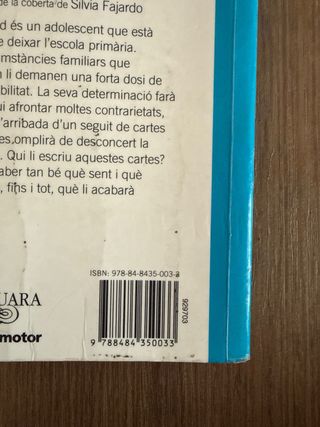 de la coberta de Silvia Fajardo
d és un adolescent que està
e deixar l'escola primària.
umstàncies familiars que
n li demanen una forta dosi de
bilitat. La seva determinació farà
ui afrontar moltes contrarietats,
'arribada d'un seguit de cartes
es, omplirà de desconcert la
. Qui li escriu aquestes cartes?
aber tan bé què sent i què
, fins i tot, què li acabarà
ISBN: 978-84-8435-003-3
929703
9 788484 350033
UARA
motor